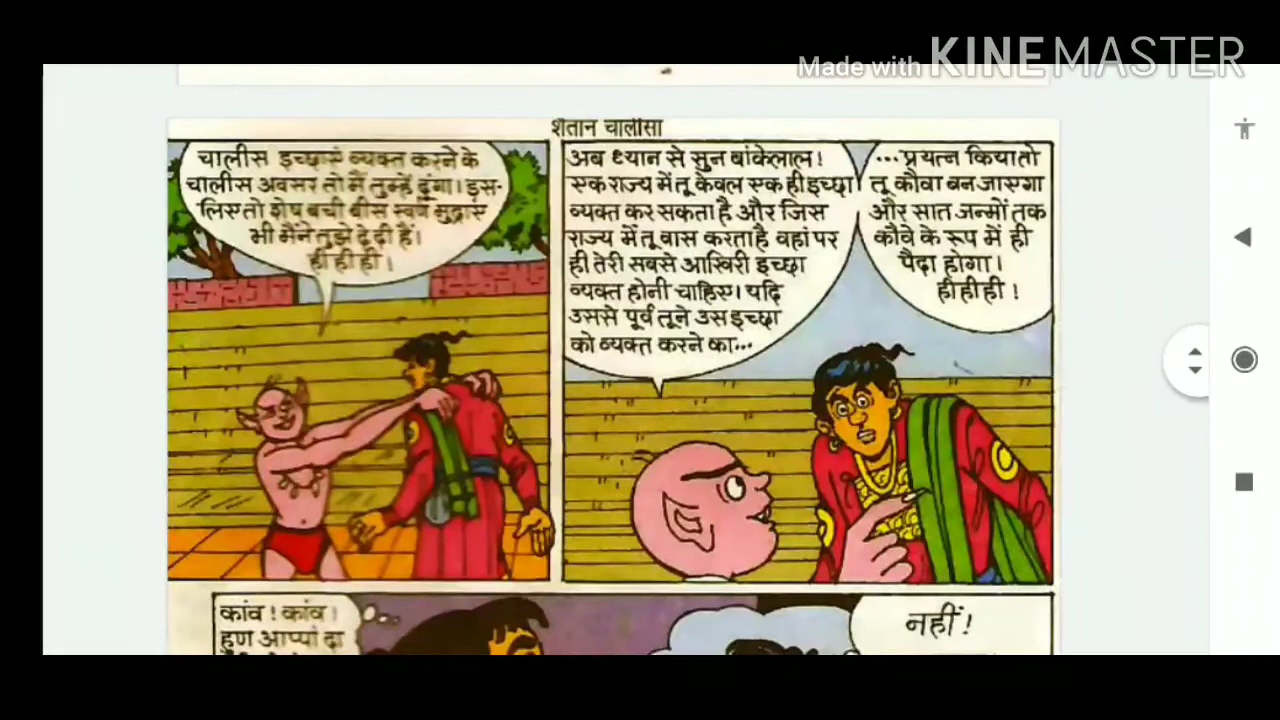 Made with KINEMASTER
शैतान चालीसा
चालीस इच्छाएं व्यक्त करने के
चालीस अवसर तो मैं तुम्हें दूंगा। इस-
लिए तो शेष बची बीस स्वर्ण मुद्राएं
भी मैंने तुझे दे दी हैं।
ही ही ही।
अब ध्यान से सुन बांकेलाल!
एक राज्य में तू केवल एक ही इच्छा
व्यक्त कर सकता है और जिस
राज्य में तू वास करता है वहां पर
ही तेरी सबसे आखिरी इच्छा
व्यक्त होनी चाहिए। यदि
उससे पूर्व तूने उस इच्छा
को व्यक्त करने का...
...प्रयत्न किया तो
तू कौवा बन जाएगा
और सात जन्मों तक
कौवे के रूप में ही
पैदा होगा।
ही ही ही!
कांव! कांव!
हुण आप्पां दा
नहीं!